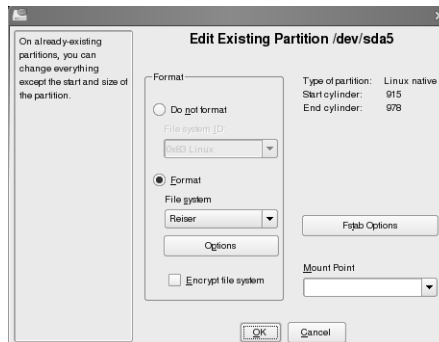 On already-existing
partitions, you can
change everything
except the start and size of
the partition.
Edit Existing Partition /dev/sda5
Format
Do not format
File system ID:
0x83 Linux
Format
File system
Reiser
Options
Encrypt file system
Type of partition: Linux native
Start cylinder: 915
End cylinder: 978
Fstab Options
Mount Point
OK
Cancel